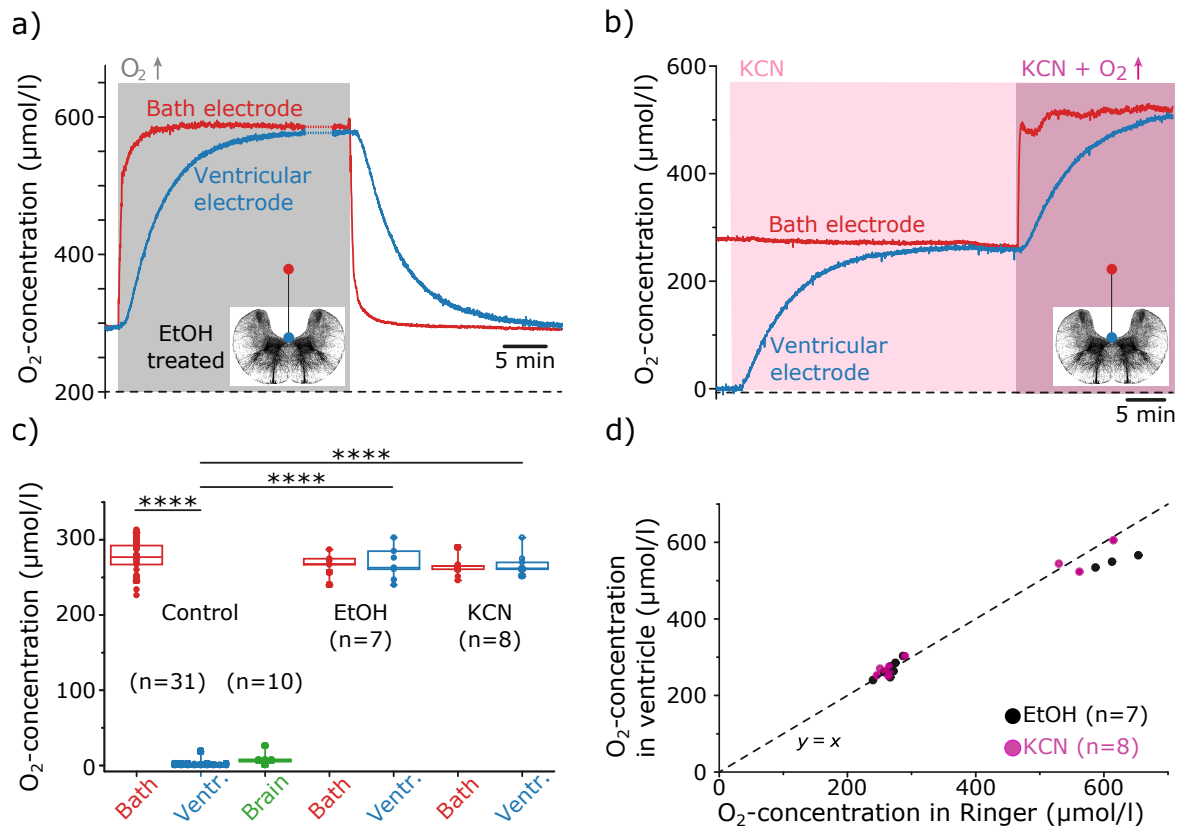 a)
O₂ ↑
Bath electrode
Ventricular
electrode
EtOH
treated
5 min
600
500
400
300
200
O₂-concentration (µmol/l)
b)
KCN
KCN + O₂ ↑
Bath electrode
Ventricular
electrode
5 min
600
400
200
0
O₂-concentration (µmol/l)
c)
****
****
****
Control
EtOH
(n=7)
KCN
(n=8)
(n=31)
(n=10)
300
200
100
0
O₂-concentration (µmol/l)
Bath
Ventr.
Brain
Bath
Ventr.
Bath
Ventr.
d)
600
400
200
0
O₂-concentration
in ventricle (µmol/l)
y = x
EtOH (n=7)
KCN (n=8)
0
200
400
600
O₂-concentration in Ringer (µmol/l)